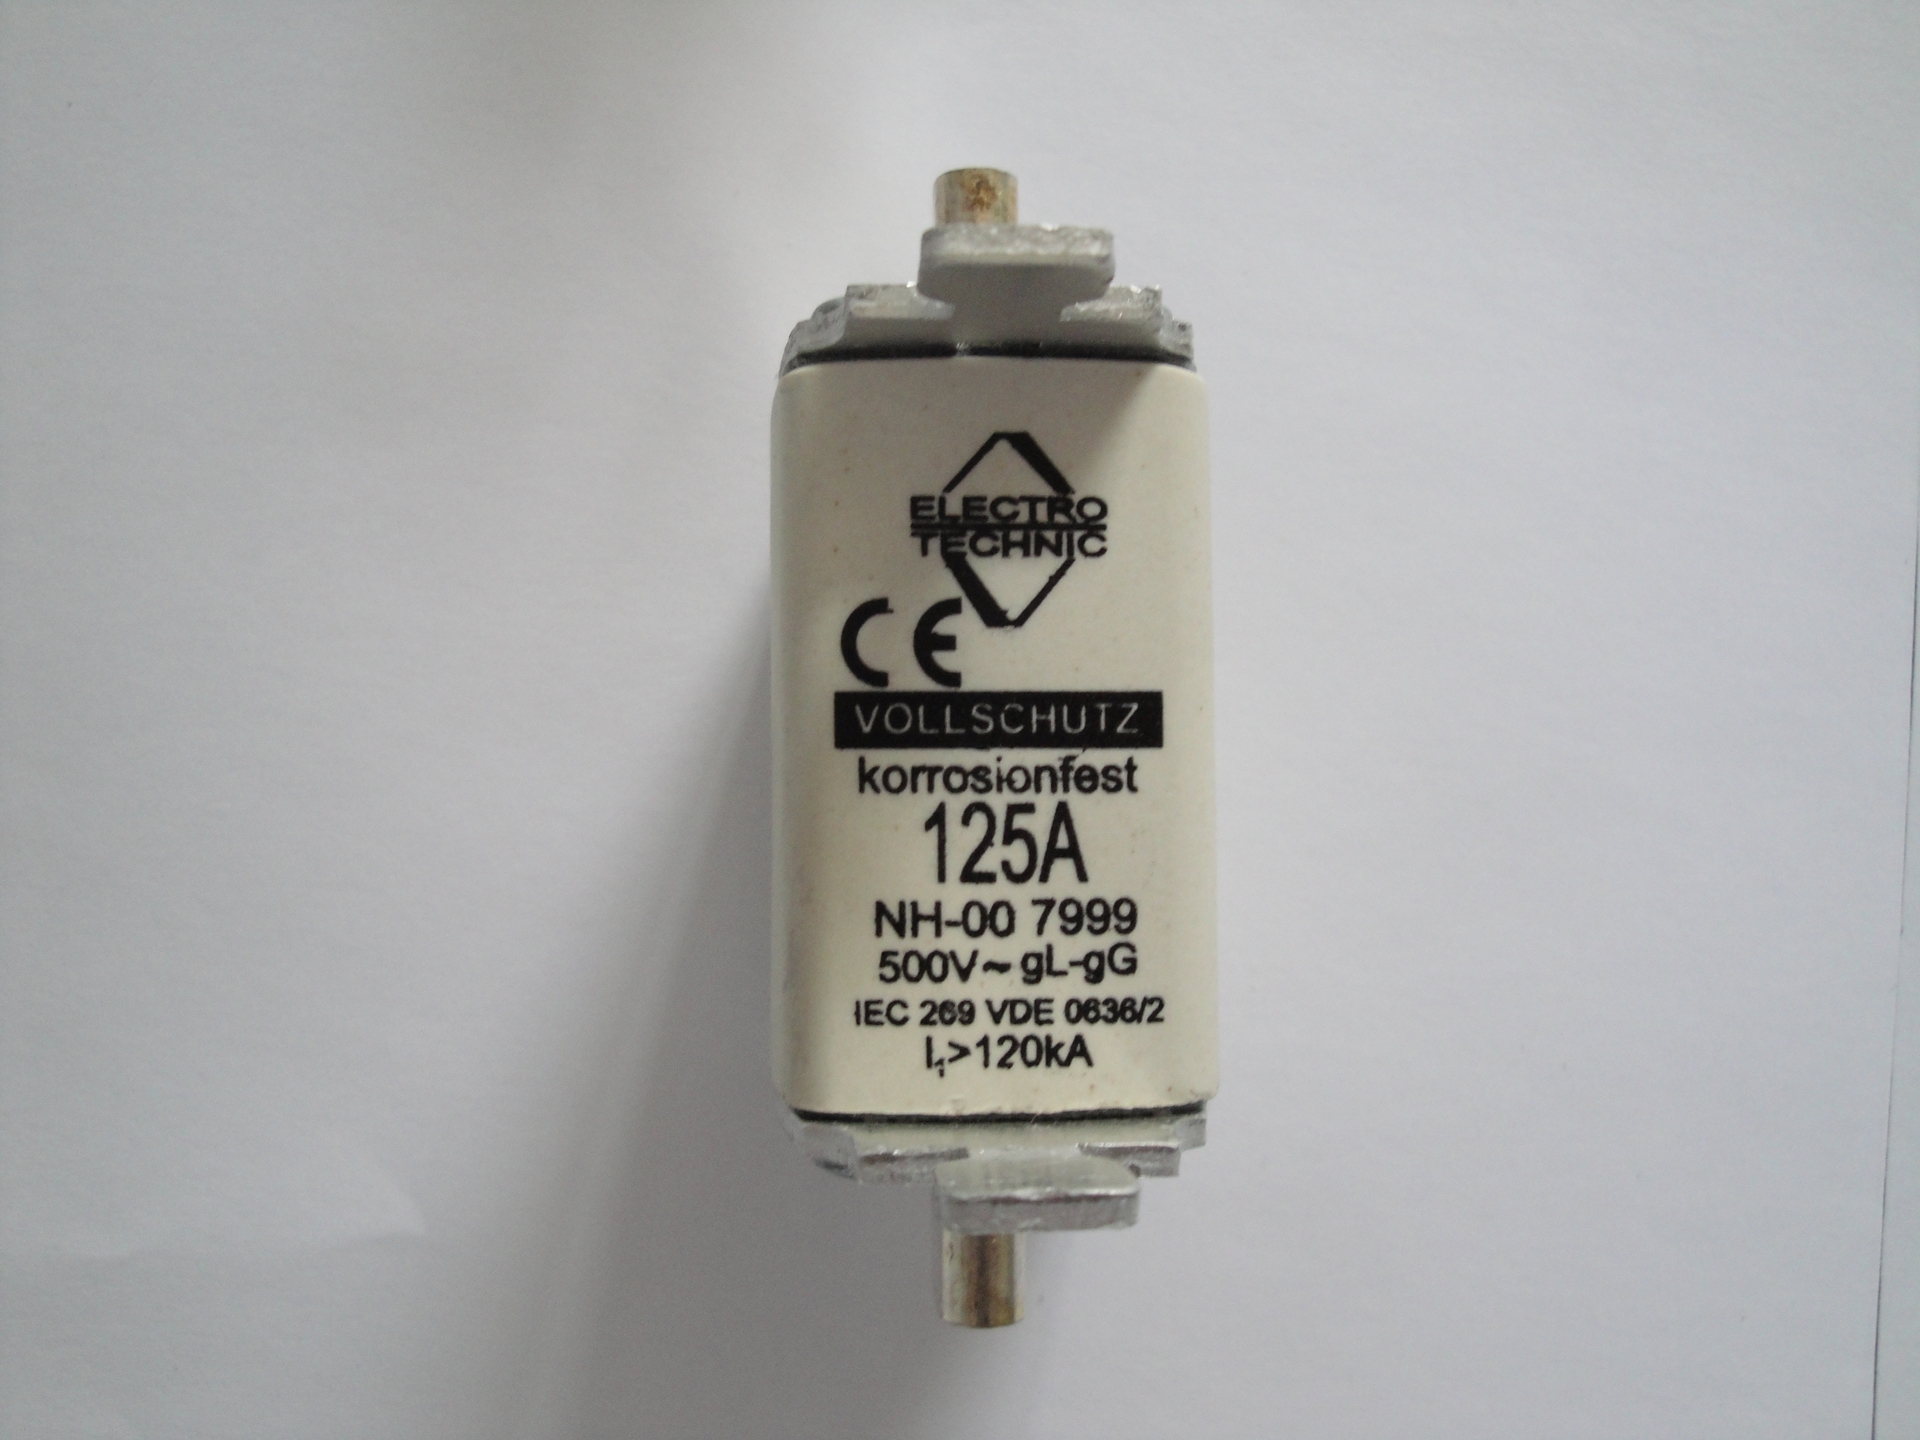 ELECTRO
TECHNIC
CE
VOLLSCHUTZ
korrosionfest
125A
NH-00 7999
500V~ gL-gG
IEC 269 VDE 0636/2
I₁>120kA